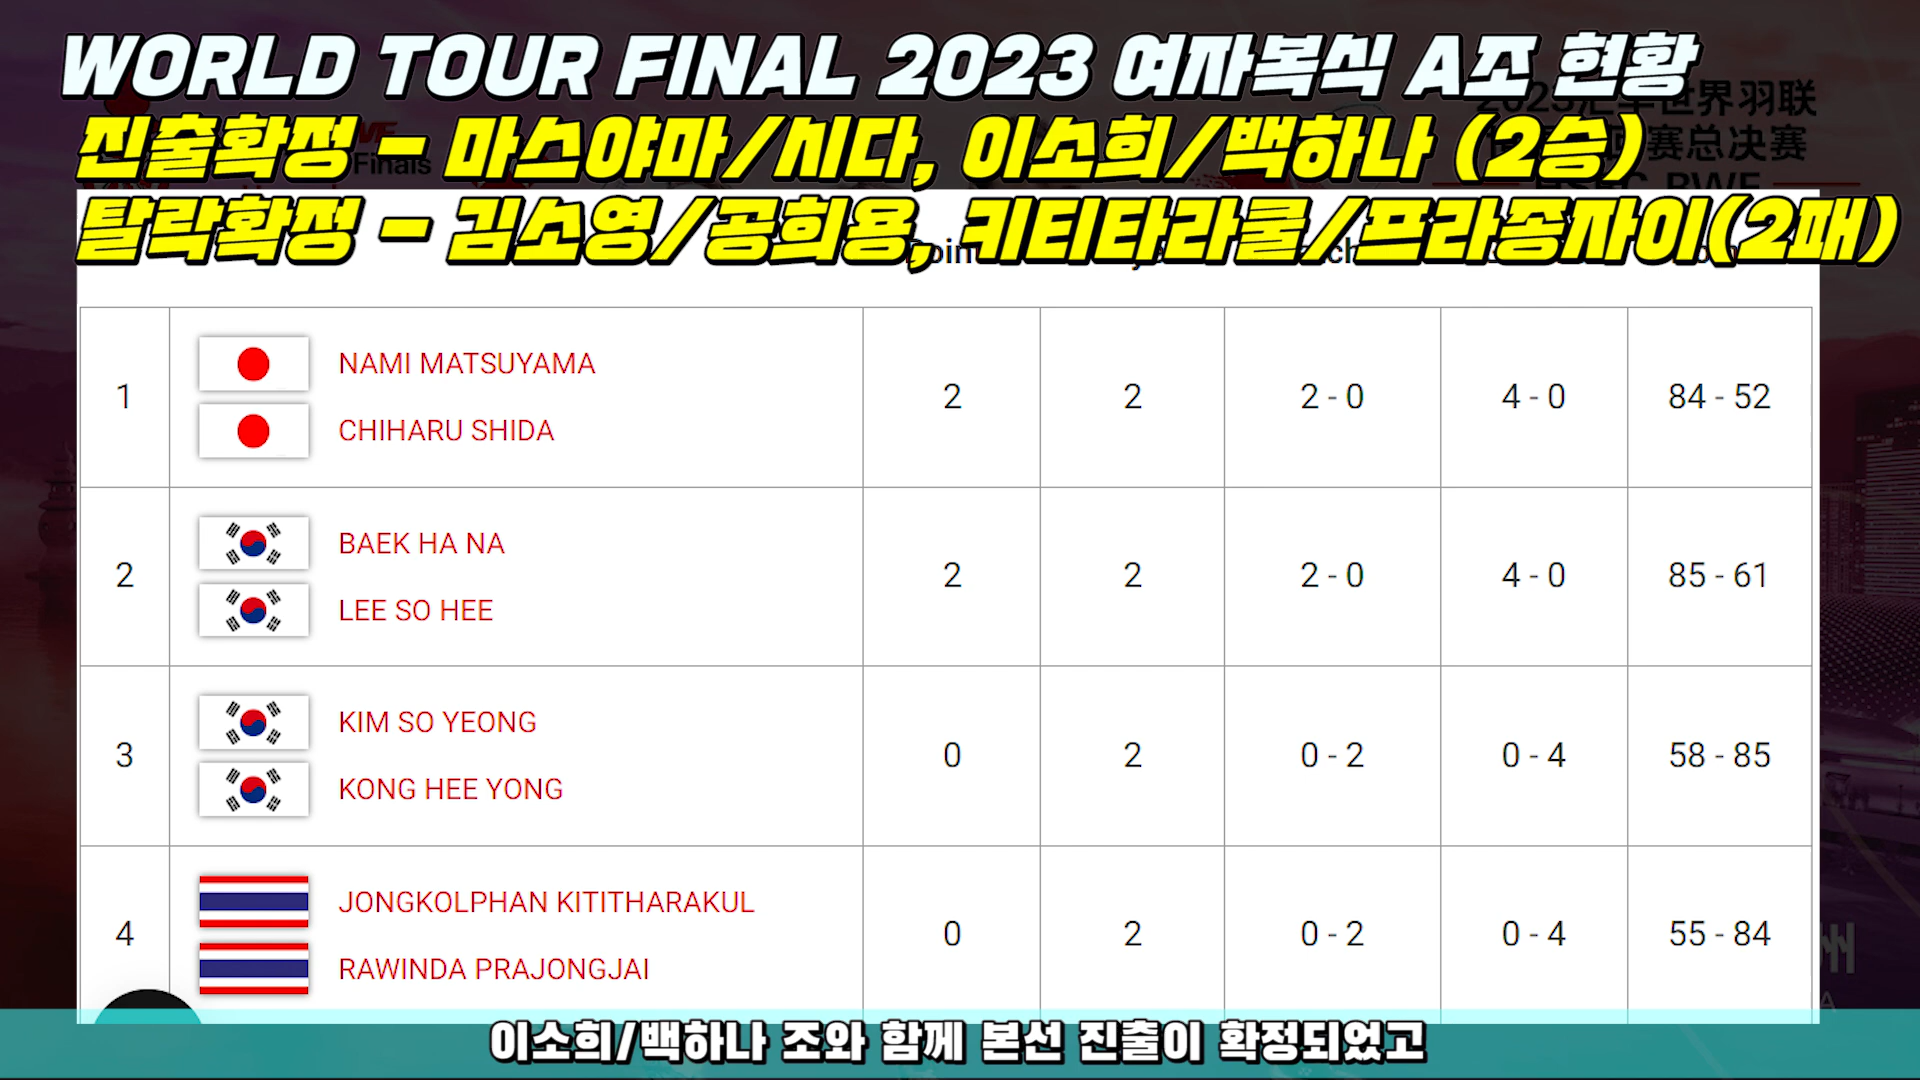 WORLD TOUR FINAL 2023 여자복식 A조 현황
진출확정 - 마스야마/시다, 이소희/백하나 (2승)
Finals
탈락확정 - 김소영/공희용, 키티타라쿨/프라종자이(2패)
1 NAMI MATSUYAMA CHIHARU SHIDA 2 2 2 - 0 4 - 0 84 - 52
2 BAEK HA NA LEE SO HEE 2 2 2 - 0 4 - 0 85 - 61
3 KIM SO YEONG KONG HEE YONG 0 2 0 - 2 0 - 4 58 - 85
4 JONGKOLPHAN KITITHARAKUL RAWINDA PRAJONGJAI 0 2 0 - 2 0 - 4 55 - 84
이소희/백하나 조와 함께 본선 진출이 확정되었고